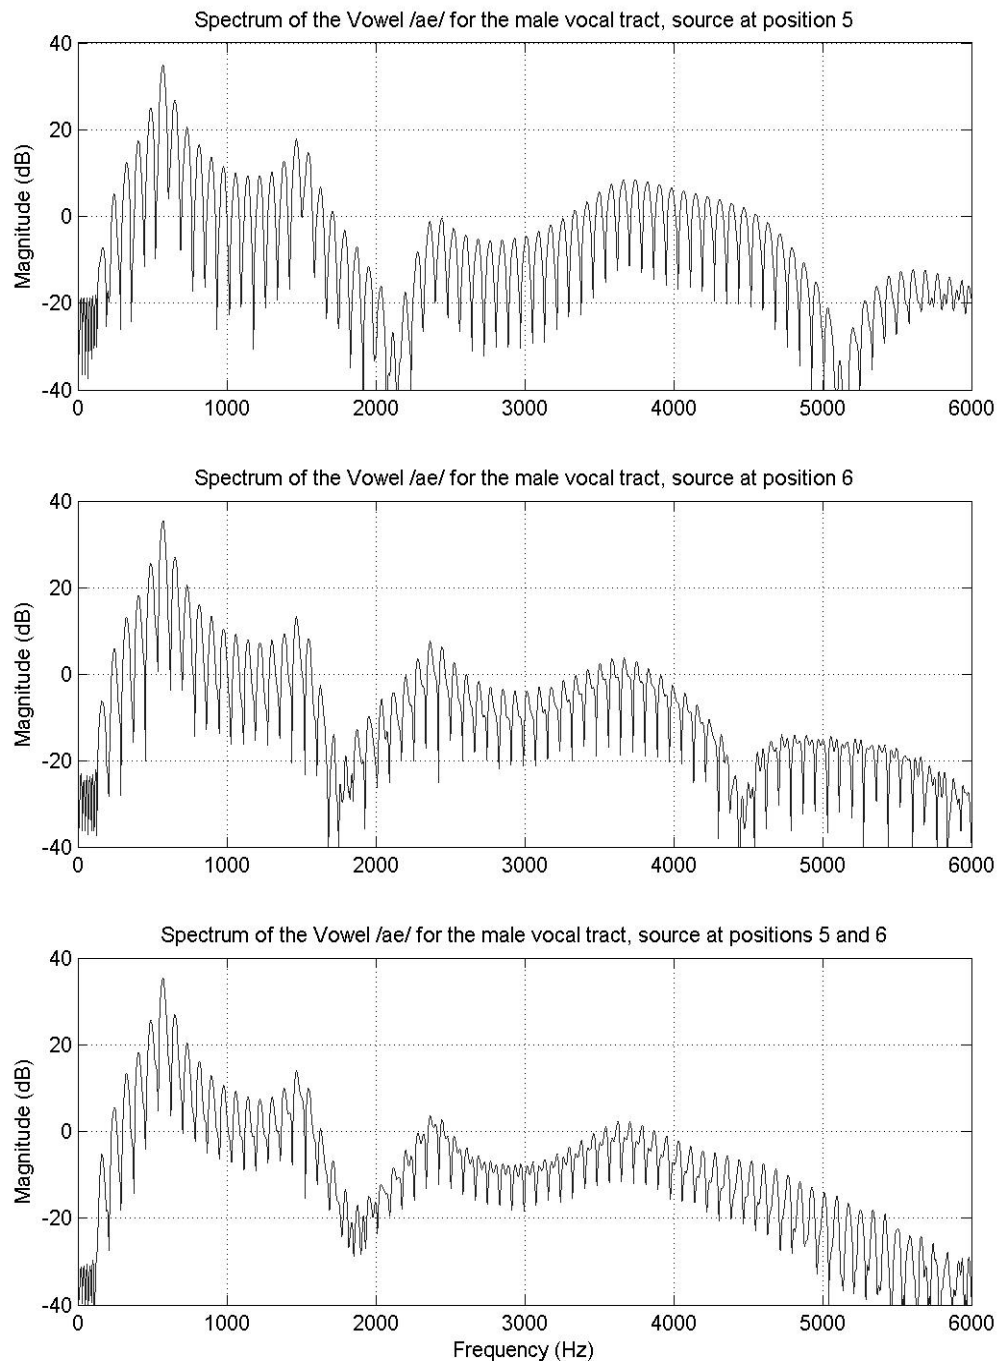 Spectrum of the Vowel /ae/ for the male vocal tract, source at position 5
40
20
0
-20
-40
Magnitude (dB)
0 1000 2000 3000 4000 5000 6000
Spectrum of the Vowel /ae/ for the male vocal tract, source at position 6
40
20
0
-20
-40
Magnitude (dB)
0 1000 2000 3000 4000 5000 6000
Spectrum of the Vowel /ae/ for the male vocal tract, source at positions 5 and 6
40
20
0
-20
-40
Magnitude (dB)
0 1000 2000 3000 4000 5000 6000
Frequency (Hz)